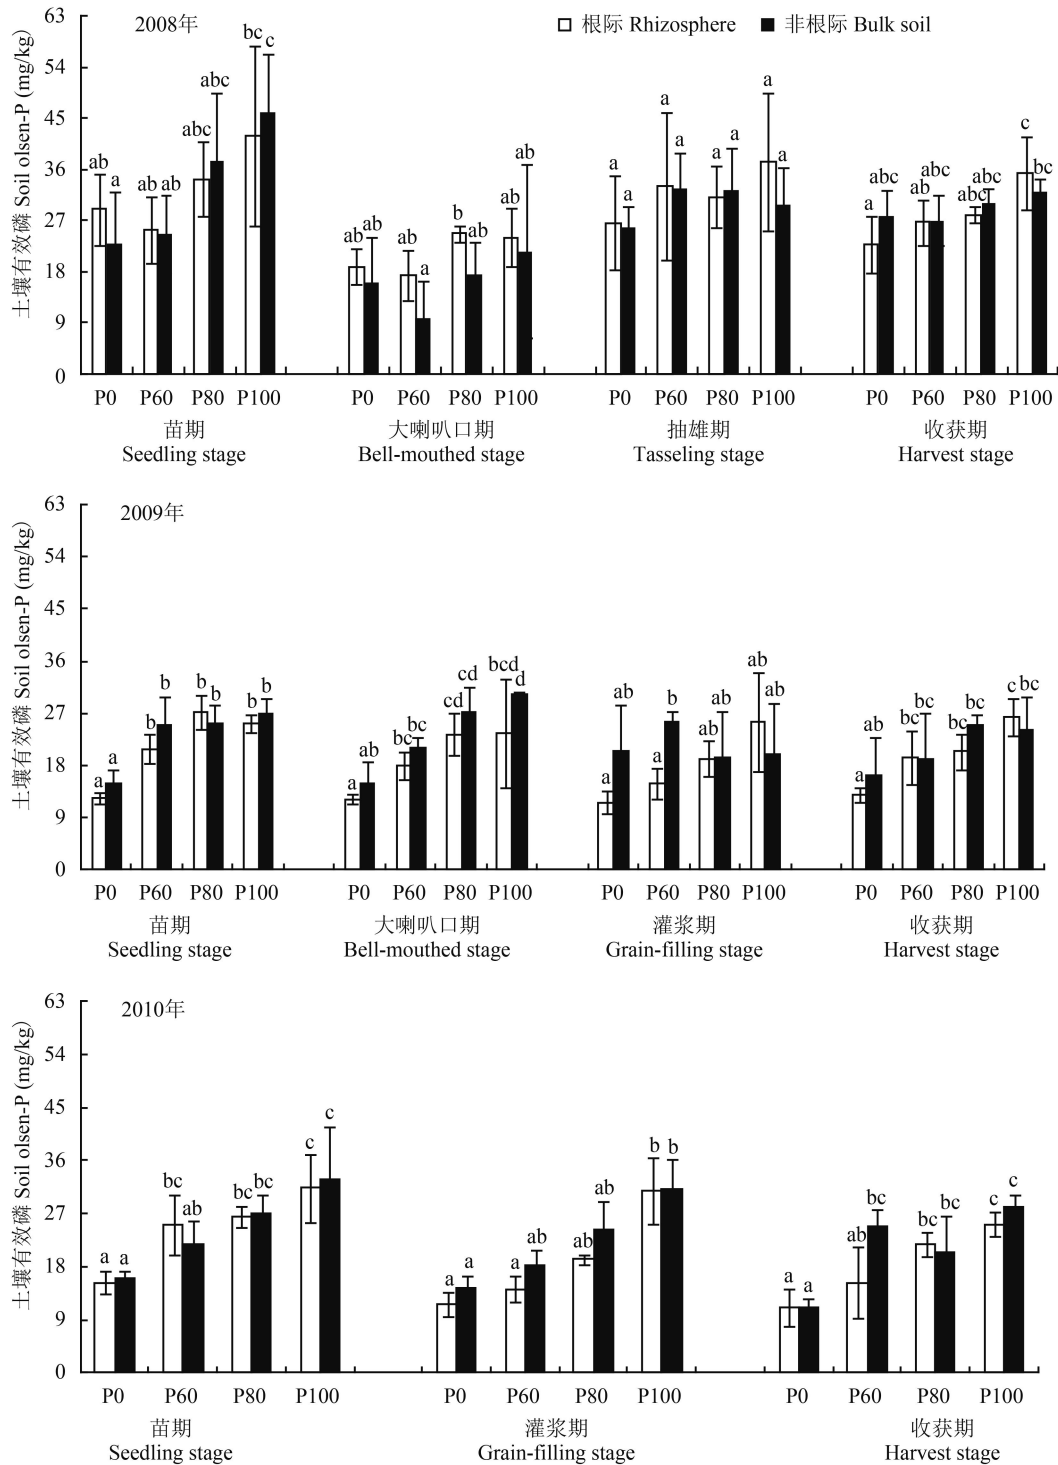 2008年
根际 Rhizosphere 非根际 Bulk soil
土壤有效磷 Soil olsen-P (mg/kg)
63
54
45
36
27
18
9
0
ab a ab ab abc abc bc c
ab ab ab a b ab ab ab
a a a a a a a a
a abc ab abc abc abc c bc
P0 P60 P80 P100 P0 P60 P80 P100 P0 P60 P80 P100 P0 P60 P80 P100
苗期 大喇叭口期 抽雄期 收获期
Seedling stage Bell-mouthed stage Tasseling stage Harvest stage
2009年
土壤有效磷 Soil olsen-P (mg/kg)
63
54
45
36
27
18
9
0
a a b b b b b b
a ab bc bc cd cd bcd d
a ab a b ab ab ab ab
a ab bc bc bc bc c bc
P0 P60 P80 P100 P0 P60 P80 P100 P0 P60 P80 P100 P0 P60 P80 P100
苗期 大喇叭口期 灌浆期 收获期
Seedling stage Bell-mouthed stage Grain-filling stage Harvest stage
2010年
土壤有效磷 Soil olsen-P (mg/kg)
63
54
45
36
27
18
9
0
a a bc ab bc bc c c
a a a ab ab ab b b
a a ab bc bc bc c c
P0 P60 P80 P100 P0 P60 P80 P100 P0 P60 P80 P100
苗期 灌浆期 收获期
Seedling stage Grain-filling stage Harvest stage